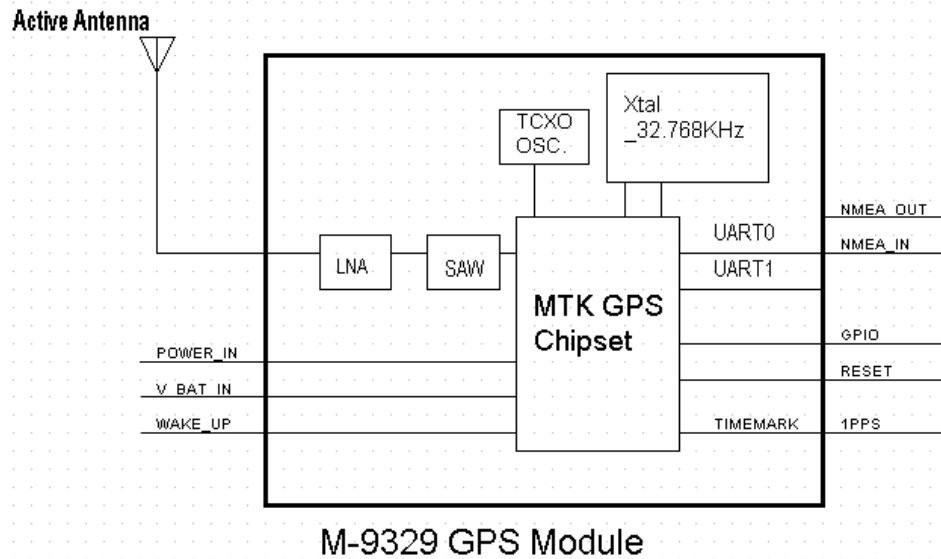 Active Antenna
Xtal
_32.768KHz
TCXO
OSC.
NMEA_OUT
UART0
NMEA_IN
LNA
SAW
UART1
MTK GPS
Chipset
GPIO
POWER_IN
RESET
V_BAT_IN
WAKE_UP
TIMEMARK
1PPS
M-9329 GPS Module